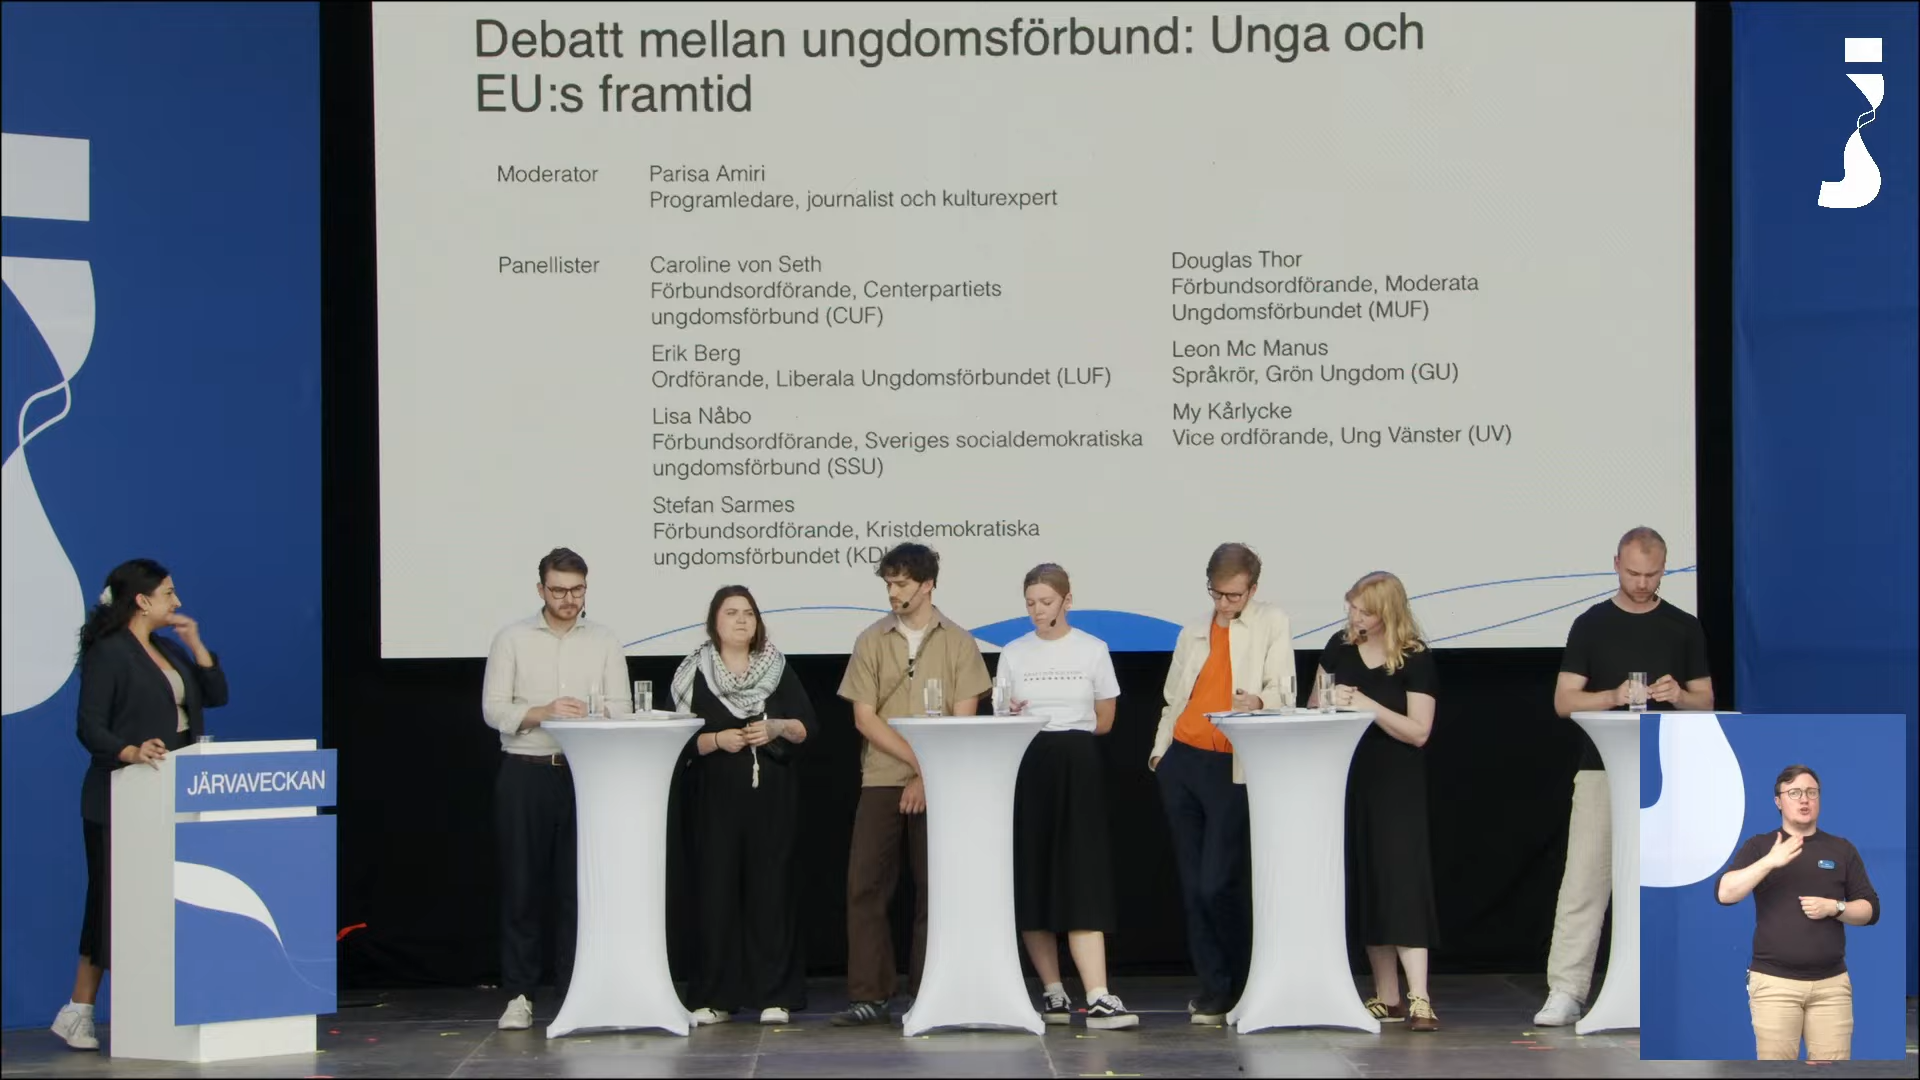 Debatt mellan ungdomsförbund: Unga och
EU:s framtid
Moderator
Parisa Amiri
Programledare, journalist och kulturexpert
Panellister
Caroline von Seth
Förbundsordförande, Centerpartiets
ungdomsförbund (CUF)
Erik Berg
Ordförande, Liberala Ungdomsförbundet (LUF)
Lisa Nåbo
Förbundsordförande, Sveriges socialdemokratiska
ungdomsförbund (SSU)
Stefan Sarmes
Förbundsordförande, Kristdemokratiska
ungdomsförbundet (KD
Douglas Thor
Förbundsordförande, Moderata
Ungdomsförbundet (MUF)
Leon Mc Manus
Språkrör, Grön Ungdom (GU)
My Kårlycke
Vice ordförande, Ung Vänster (UV)
JÄRVAVECKAN